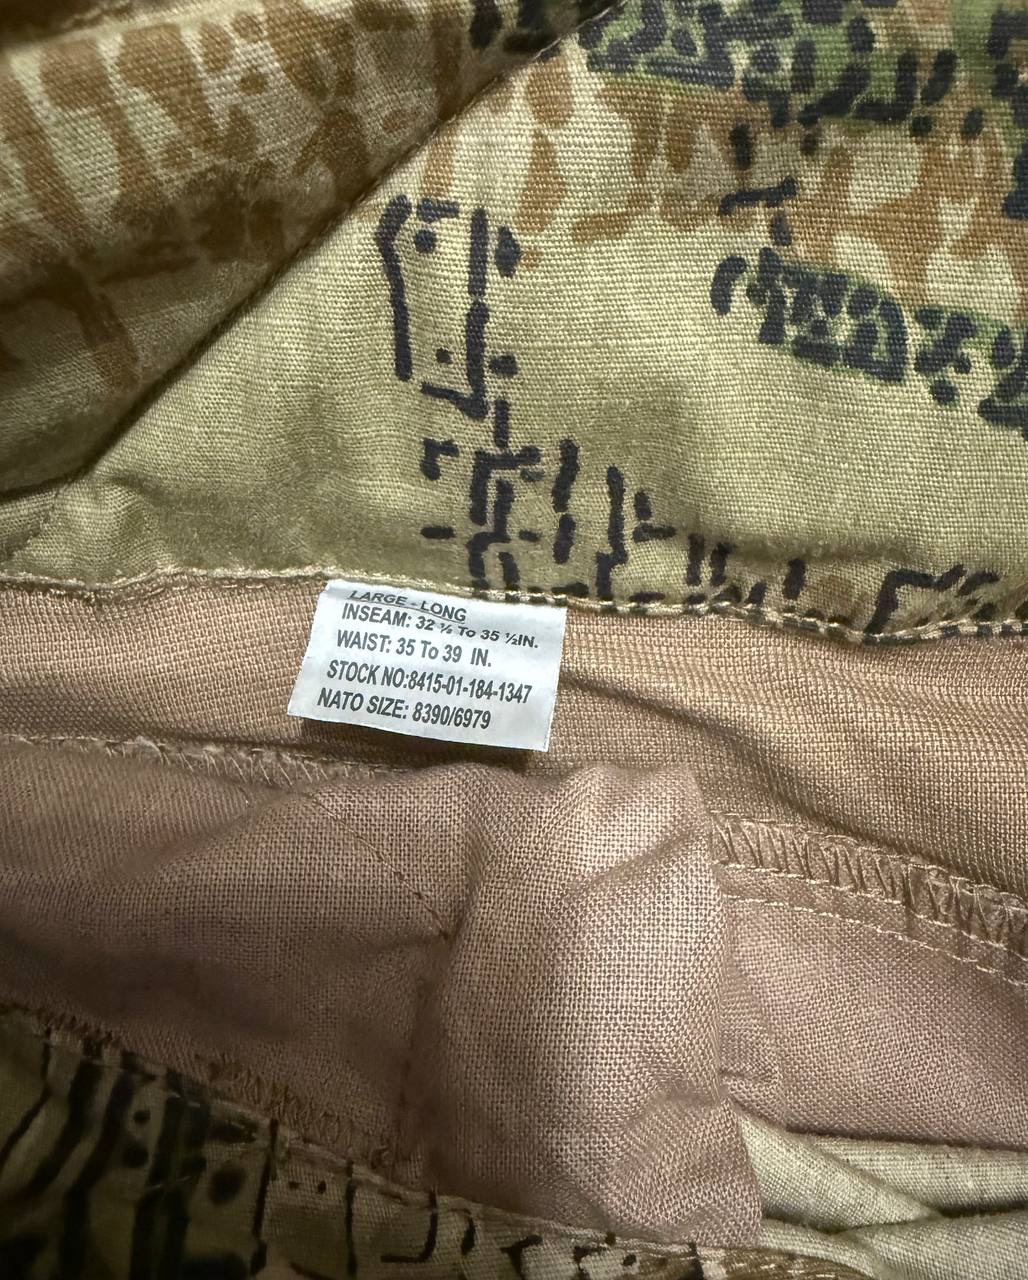 LARGE - LONG
INSEAM: 32 ½ To 35 ½IN.
WAIST: 35 To 39 IN.
STOCK NO:8415-01-184-1347
NATO SIZE: 8390/6979